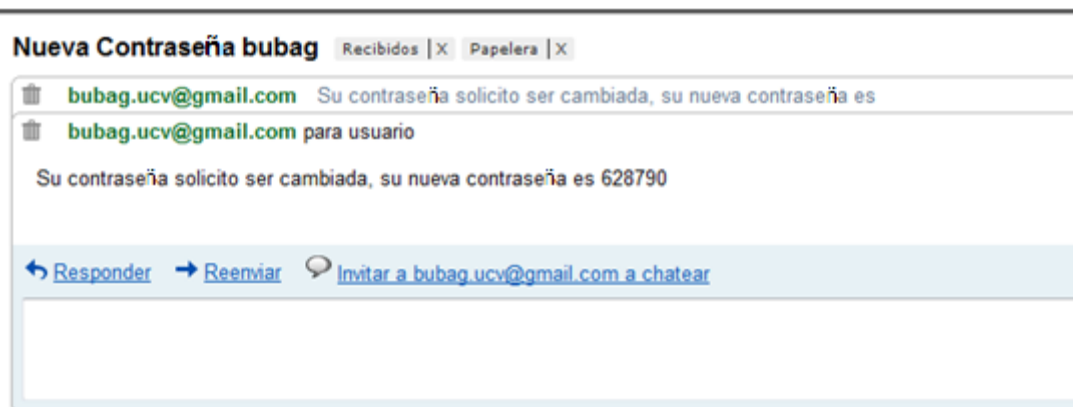 Nueva Contraseña bubag Recibidos | X Papelera | X
bubag.ucv@gmail.com Su contraseña solicito ser cambiada, su nueva contraseña es
bubag.ucv@gmail.com para usuario
Su contraseña solicito ser cambiada, su nueva contraseña es 628790
Responder Reenviar Invitar a bubag.ucv@gmail.com a chatear